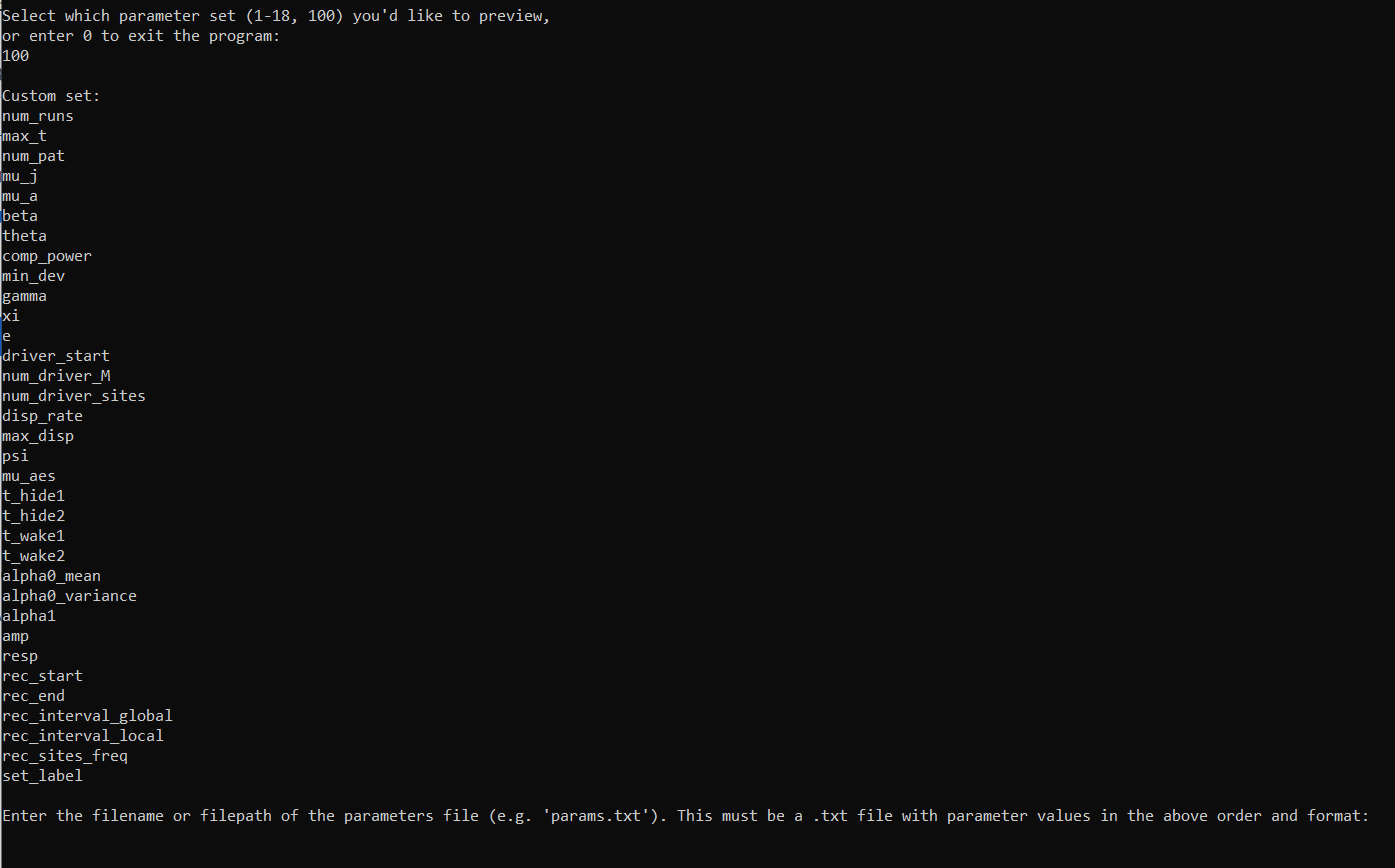 Select which parameter set (1-18, 100) you'd like to preview,
or enter 0 to exit the program:
100
Custom set:
num_runs
max_t
num_pat
mu_j
mu_a
beta
theta
comp_power
min_dev
gamma
xi
e
driver_start
num_driver_M
num_driver_sites
disp_rate
max_disp
psi
mu_aes
t_hide1
t_hide2
t_wake1
t_wake2
alpha0_mean
alpha0_variance
alpha1
amp
resp
rec_start
rec_end
rec_interval_global
rec_interval_local
rec_sites_freq
set_label
Enter the filename or filepath of the parameters file (e.g. 'params.txt'). This must be a .txt file with parameter values in the above order and format: